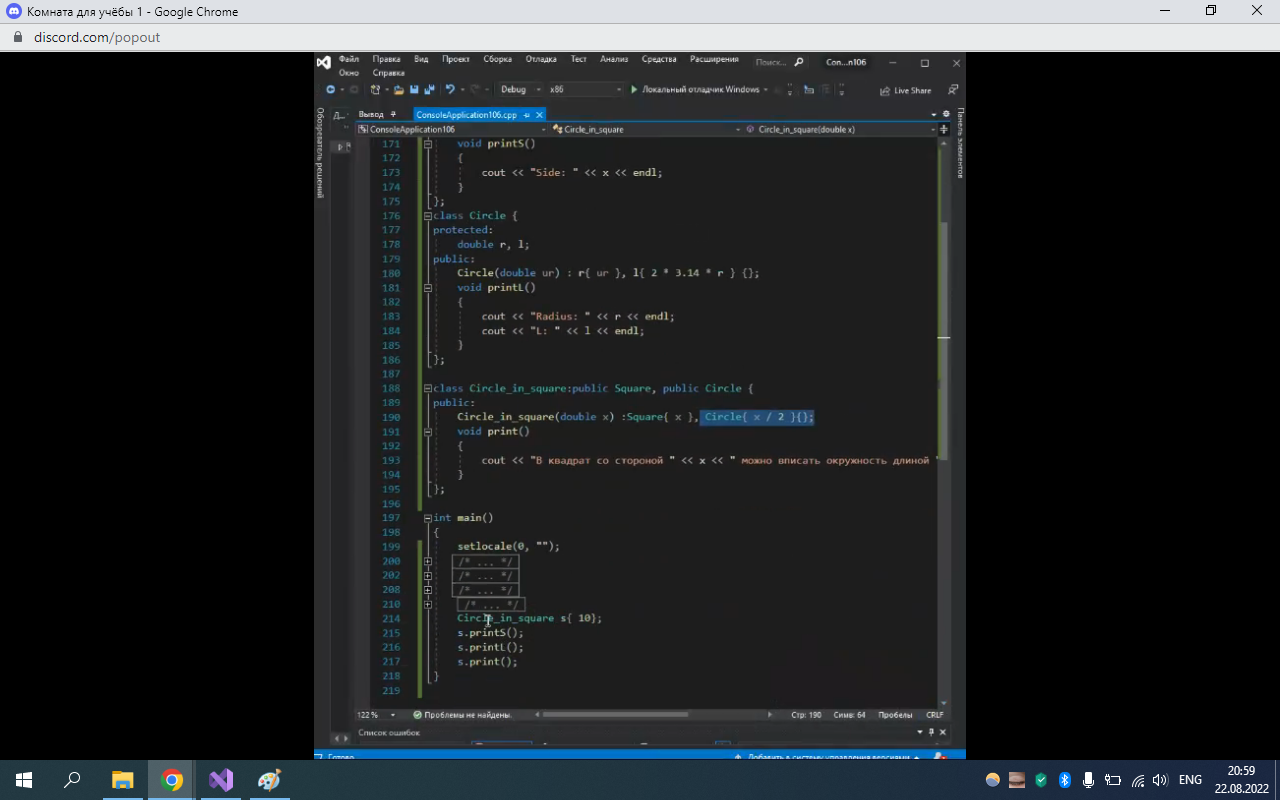 Комната для учёбы 1 - Google Chrome
discord.com/popout
Файл Правка Вид Проект Сборка Отладка Тест Анализ Средства Расширения Поиск... Con...n106
Окно Справка
Debug x86 Локальный отладчик Windows Live Share
Обозреватель решений
Панель элементов
Вывод ConsoleApplication106.cpp
ConsoleApplication106 Circle_in_square Circle_in_square(double x)
171 void printS()
172 {
173 cout << "Side: " << x << endl;
174 }
175 };
176 class Circle {
177 protected:
178 double r, l;
179 public:
180 Circle(double ur) : r{ ur }, l{ 2 * 3.14 * r } {};
181 void printL()
182 {
183 cout << "Radius: " << r << endl;
184 cout << "L: " << l << endl;
185 }
186 };
187
188 class Circle_in_square:public Square, public Circle {
189 public:
190 Circle_in_square(double x) :Square{ x }, Circle{ x / 2 }{};
191 void print()
192 {
193 cout << "В квадрат со стороной " << x << " можно вписать окружность длиной "
194 }
195 };
196
197 int main()
198 {
199 setlocale(0, "");
200 /* ... */
202 /* ... */
208 /* ... */
210 /* ... */
214 Circle_in_square s{ 10};
215 s.printS();
216 s.printL();
217 s.print();
218 }
219
122 % Проблемы не найдены. Стр: 190 Симв: 64 Пробелы CRLF
Список ошибок
Готово Добавить в систему управления версиями
ENG 20:59
22.08.2022